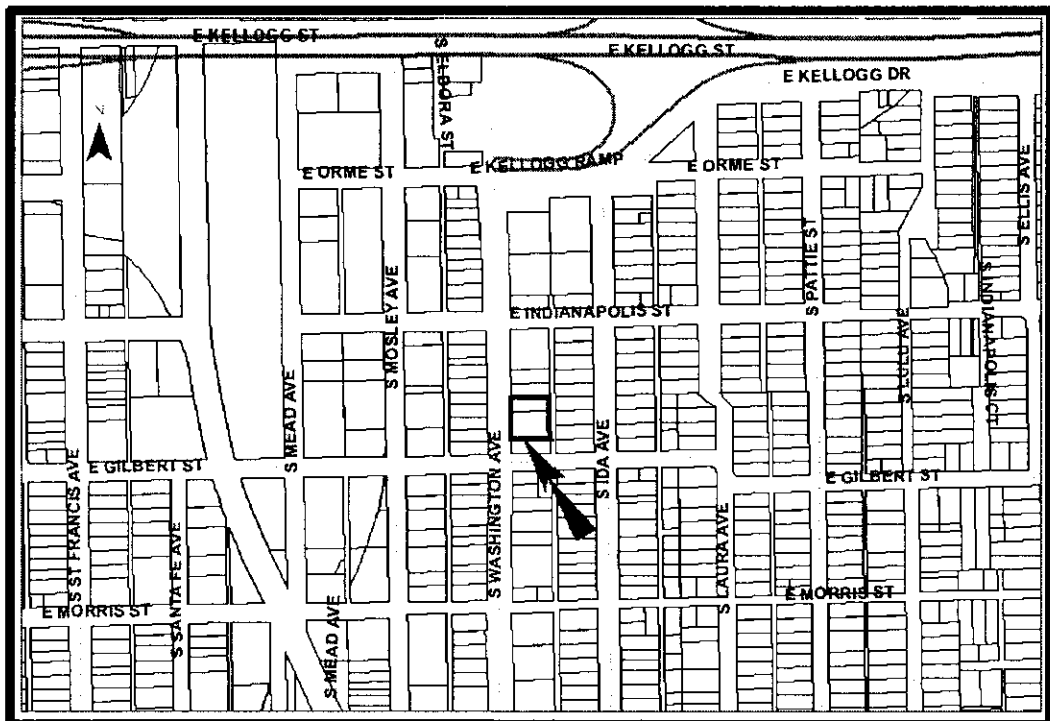 E KELLOGG ST
E KELLOGG ST
E KELLOGG DR
S ELDORA ST
N
E ORME ST
E KELLOGG RAMP
E ORME ST
S ELLIS AVE
S PATTIE ST
S MOSLEY AVE
E INDIANAPOLIS ST
S INDIANAPOLIS CT
S LULU AVE
S MEAD AVE
S WASHINGTON AVE
S IDA AVE
E GILBERT ST
E GILBERT ST
S ST FRANCIS AVE
S SANTA FE AVE
S LAURA AVE
E MORRIS ST
E MORRIS ST
S MEAD AVE